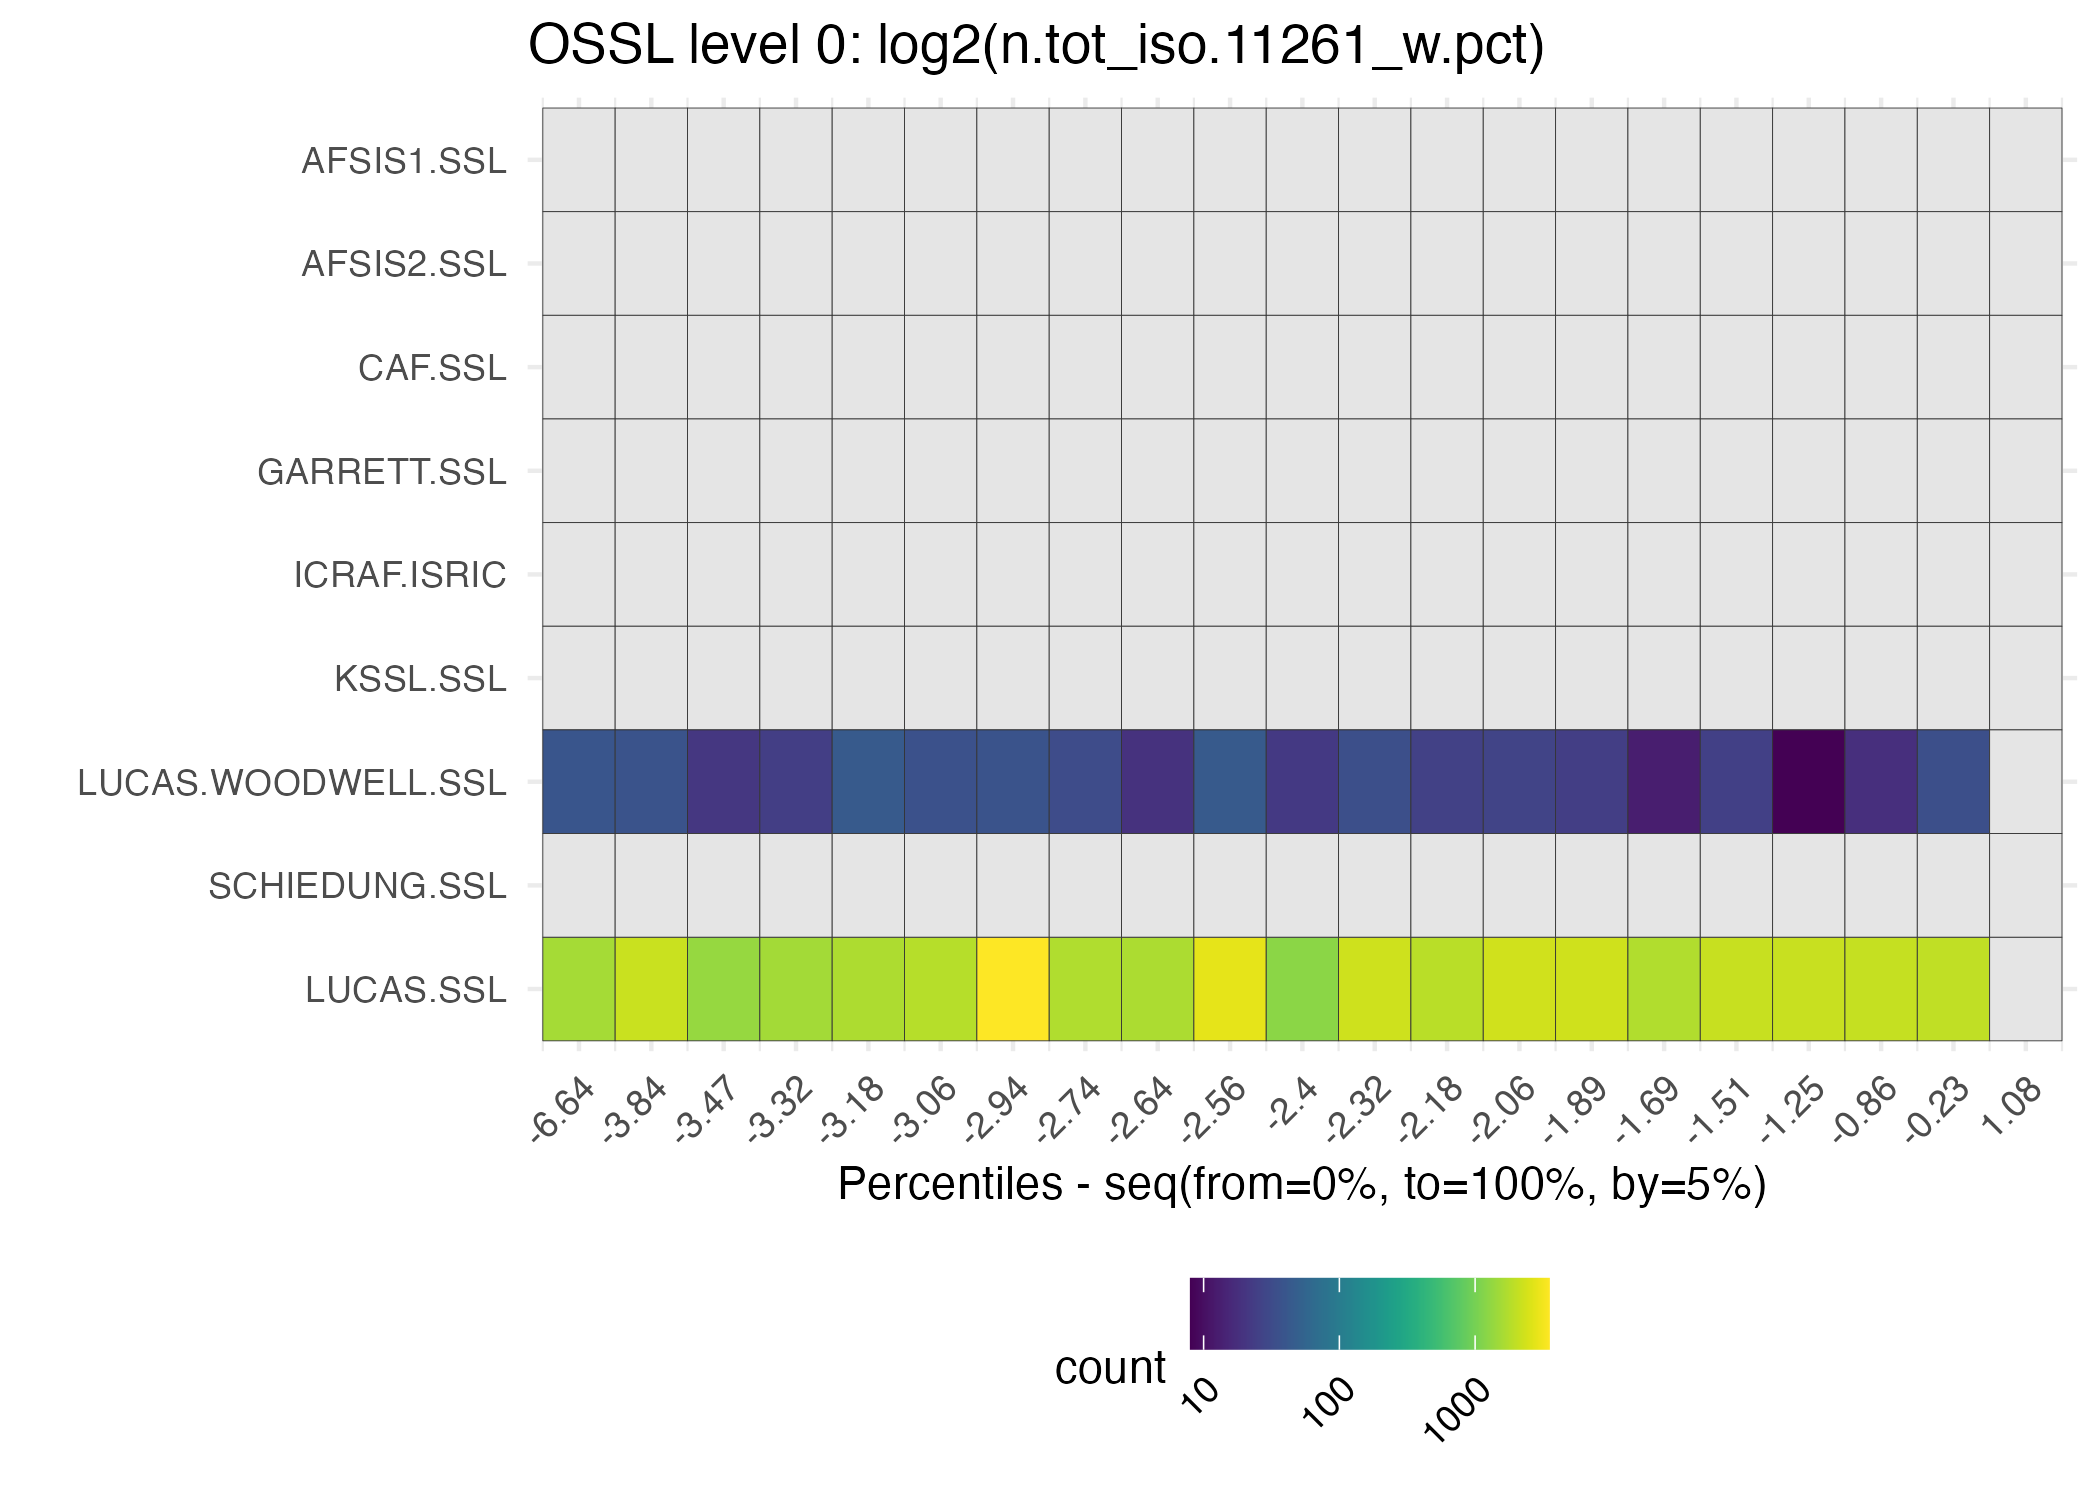 OSSL level 0: log2(n.tot_iso.11261_w.pct)
AFSIS1.SSL
AFSIS2.SSL
CAF.SSL
GARRETT.SSL
ICRAF.ISRIC
KSSL.SSL
LUCAS.WOODWELL.SSL
SCHIEDUNG.SSL
LUCAS.SSL
-6.64 -3.84 -3.47 -3.32 -3.18 -3.06 -2.94 -2.74 -2.64 -2.56 -2.4 -2.32 -2.18 -2.06 -1.89 -1.69 -1.51 -1.25 -0.86 -0.23 1.08
Percentiles - seq(from=0%, to=100%, by=5%)
count
10 100 1000